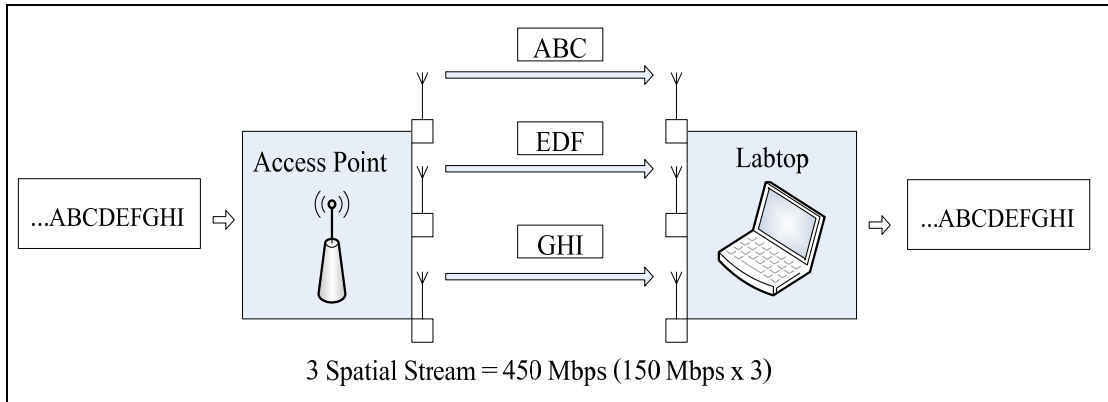 ABC
Access Point
EDF
Labtop
...ABCDEFGHI
...ABCDEFGHI
GHI
3 Spatial Stream = 450 Mbps (150 Mbps x 3)